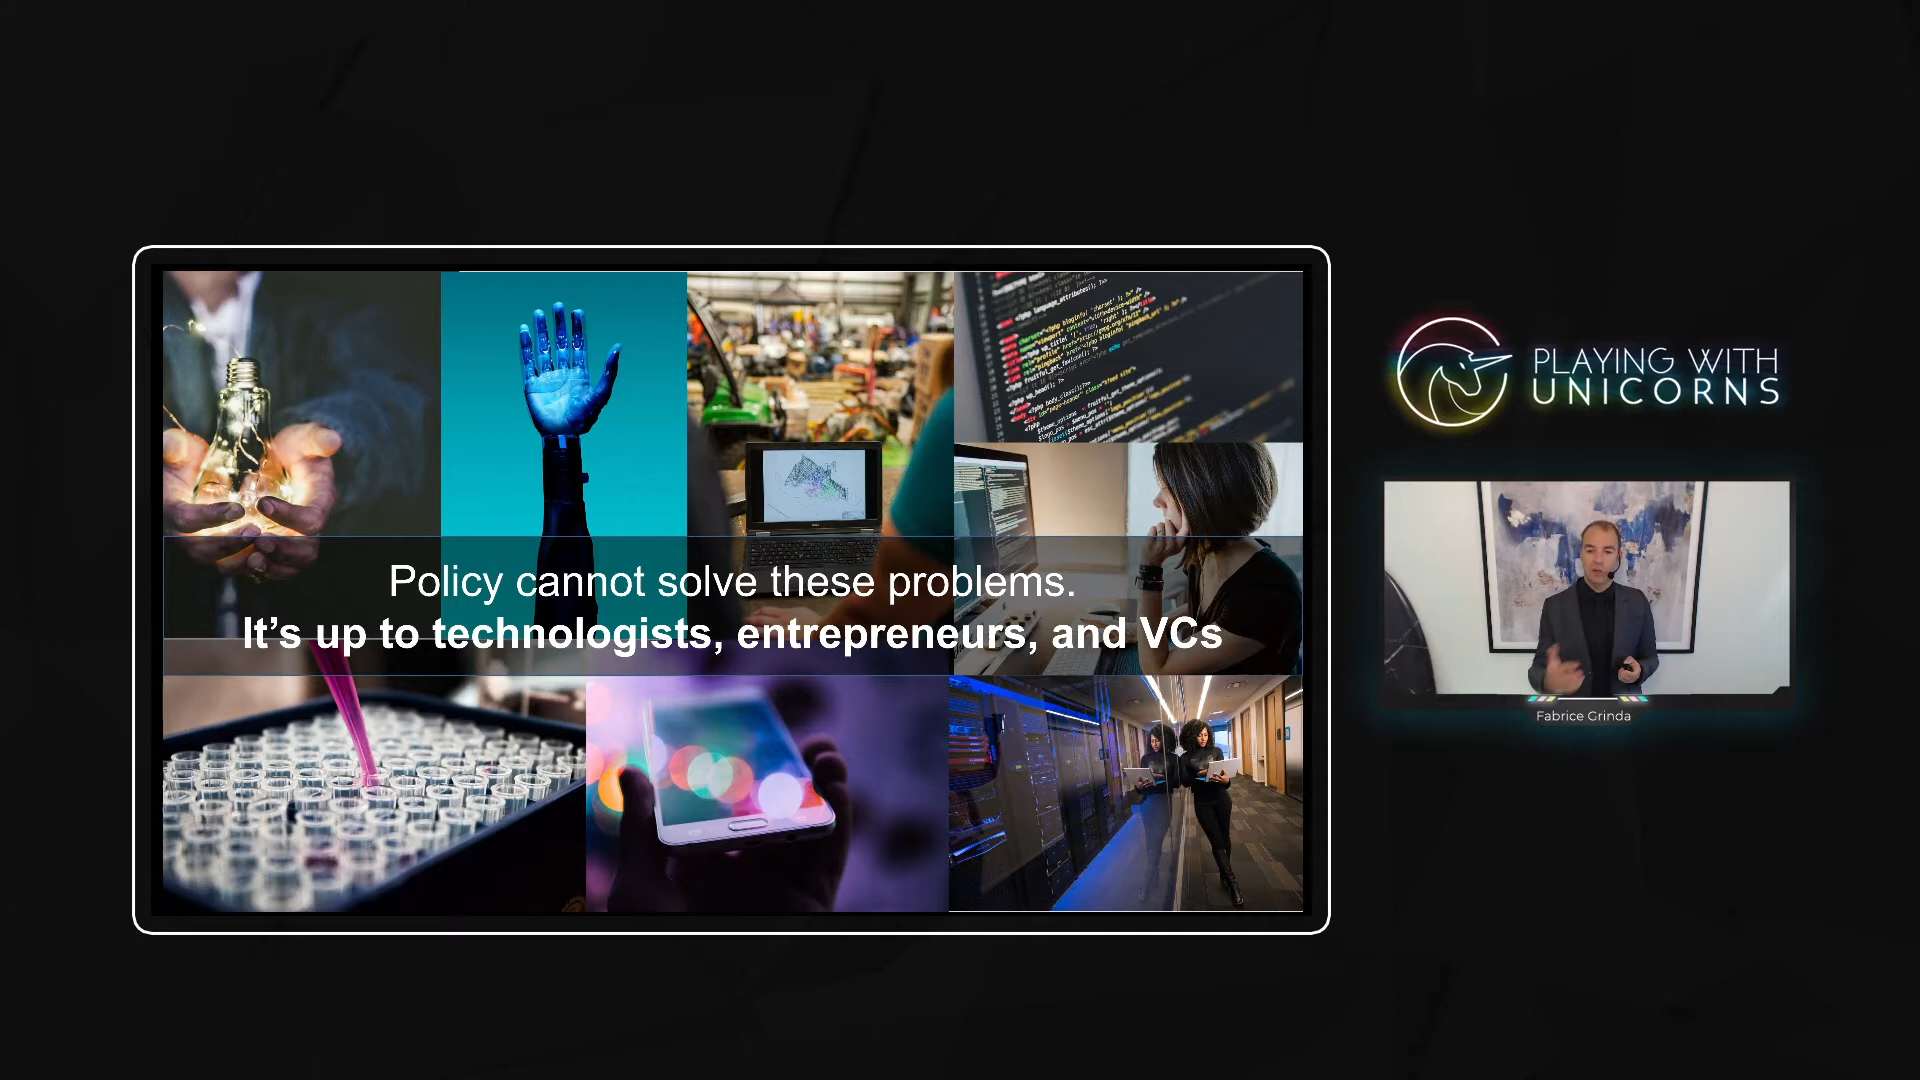 Policy cannot solve these problems.
It’s up to technologists, entrepreneurs, and VCs
PLAYING WITH
UNICORNS
Fabrice Grinda